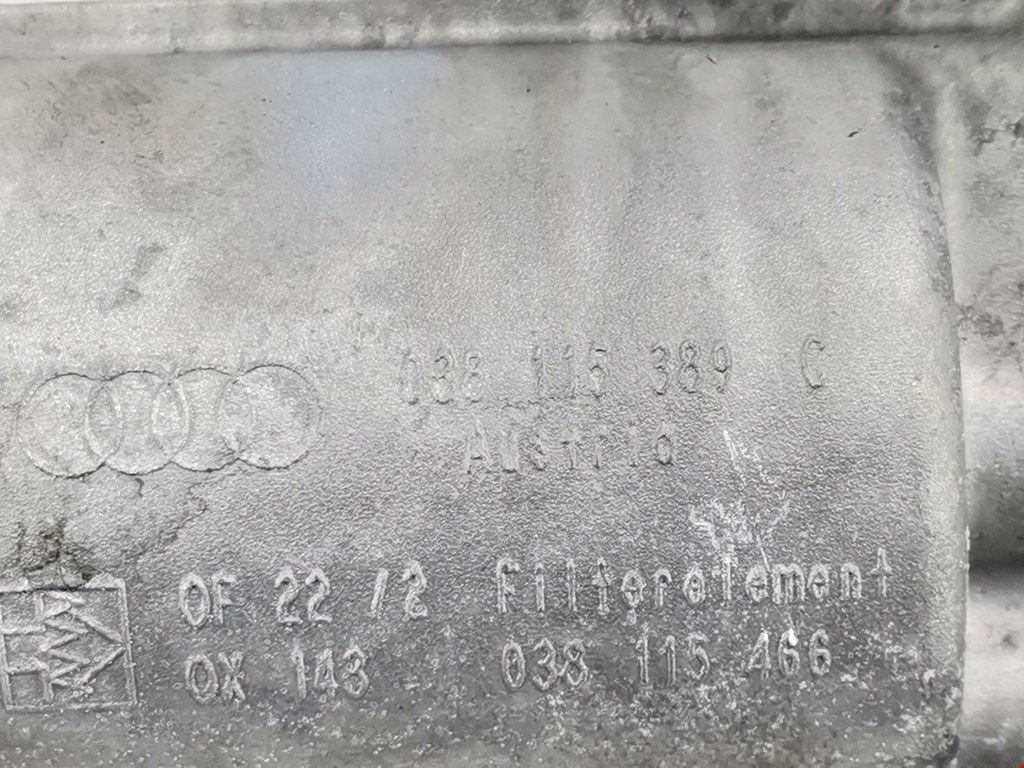 038 115 389 C
Austria
OF 22 /2 Filterelement
OX 143 038 115 466